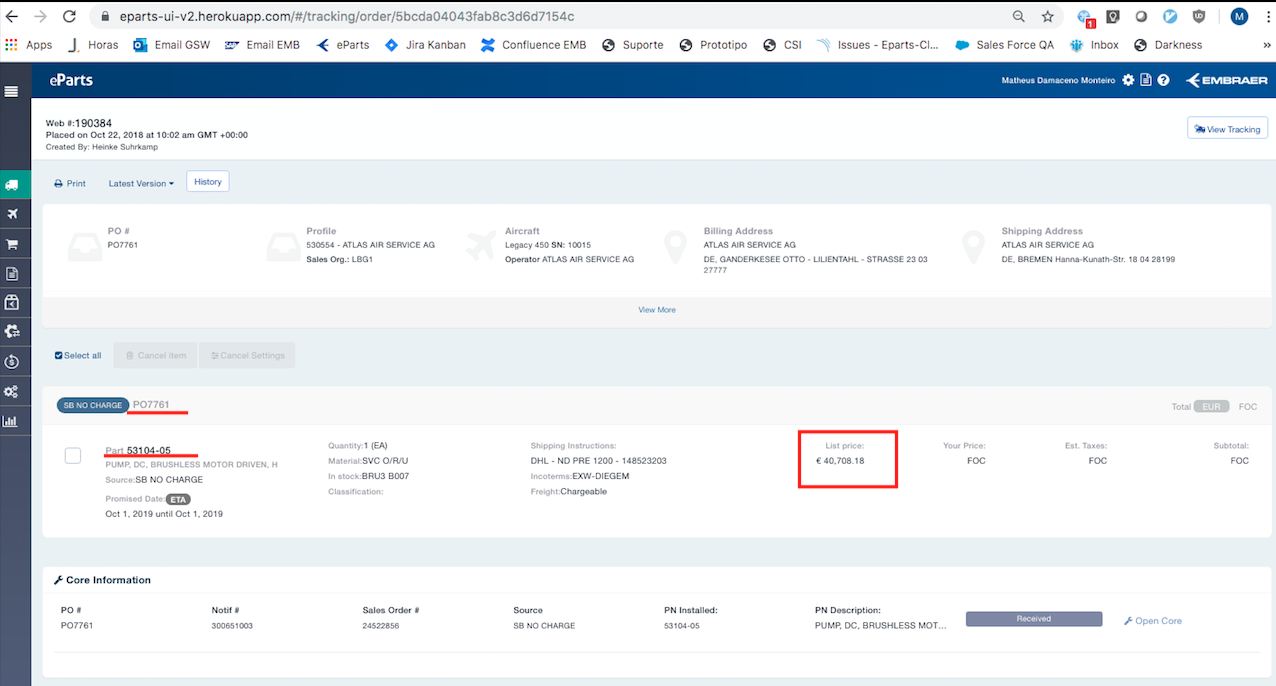 eparts-ui-v2.herokuapp.com/#/tracking/order/5bcda04043fab8c3d6d7154c
1
M
Apps Horas Email GSW Email EMB eParts Jira Kanban Confluence EMB Suporte Prototipo CSI Issues - Eparts-Cl... Sales Force QA Inbox Darkness »
eParts
Matheus Damaceno Monteiro
EMBRAER
Web #:190384
Placed on Oct 22, 2018 at 10:02 am GMT +00:00
Created By: Heinke Suhrkamp
View Tracking
Print Latest Version History
PO #
PO7761
Profile
530554 - ATLAS AIR SERVICE AG
Sales Org.: LBG1
Aircraft
Legacy 450 SN: 10015
Operator ATLAS AIR SERVICE AG
Billing Address
ATLAS AIR SERVICE AG
DE, GANDERKESEE OTTO - LILIENTAHL - STRASSE 23 03
27777
Shipping Address
ATLAS AIR SERVICE AG
DE, BREMEN Hanna-Kunath-Str. 18 04 28199
View More
Select all Cancel item Cancel Settings
SB NO CHARGE PO7761
Total EUR FOC
Part 53104-05
PUMP, DC, BRUSHLESS MOTOR DRIVEN, H
Source:SB NO CHARGE
Promised Date: ETA
Oct 1, 2019 until Oct 1, 2019
Quantity:1 (EA)
Material:SVC O/R/U
In stock:BRU3 B007
Classification:
Shipping Instructions:
DHL - ND PRE 1200 - 148523203
Incoterms:EXW-DIEGEM
Freight:Chargeable
List price:
€ 40,708.18
Your Price:
FOC
Est. Taxes:
FOC
Subtotal:
FOC
Core Information
PO # Notif # Sales Order # Source PN Installed: PN Description:
PO7761 300651003 24522856 SB NO CHARGE 53104-05 PUMP, DC, BRUSHLESS MOT...
Received
Open Core